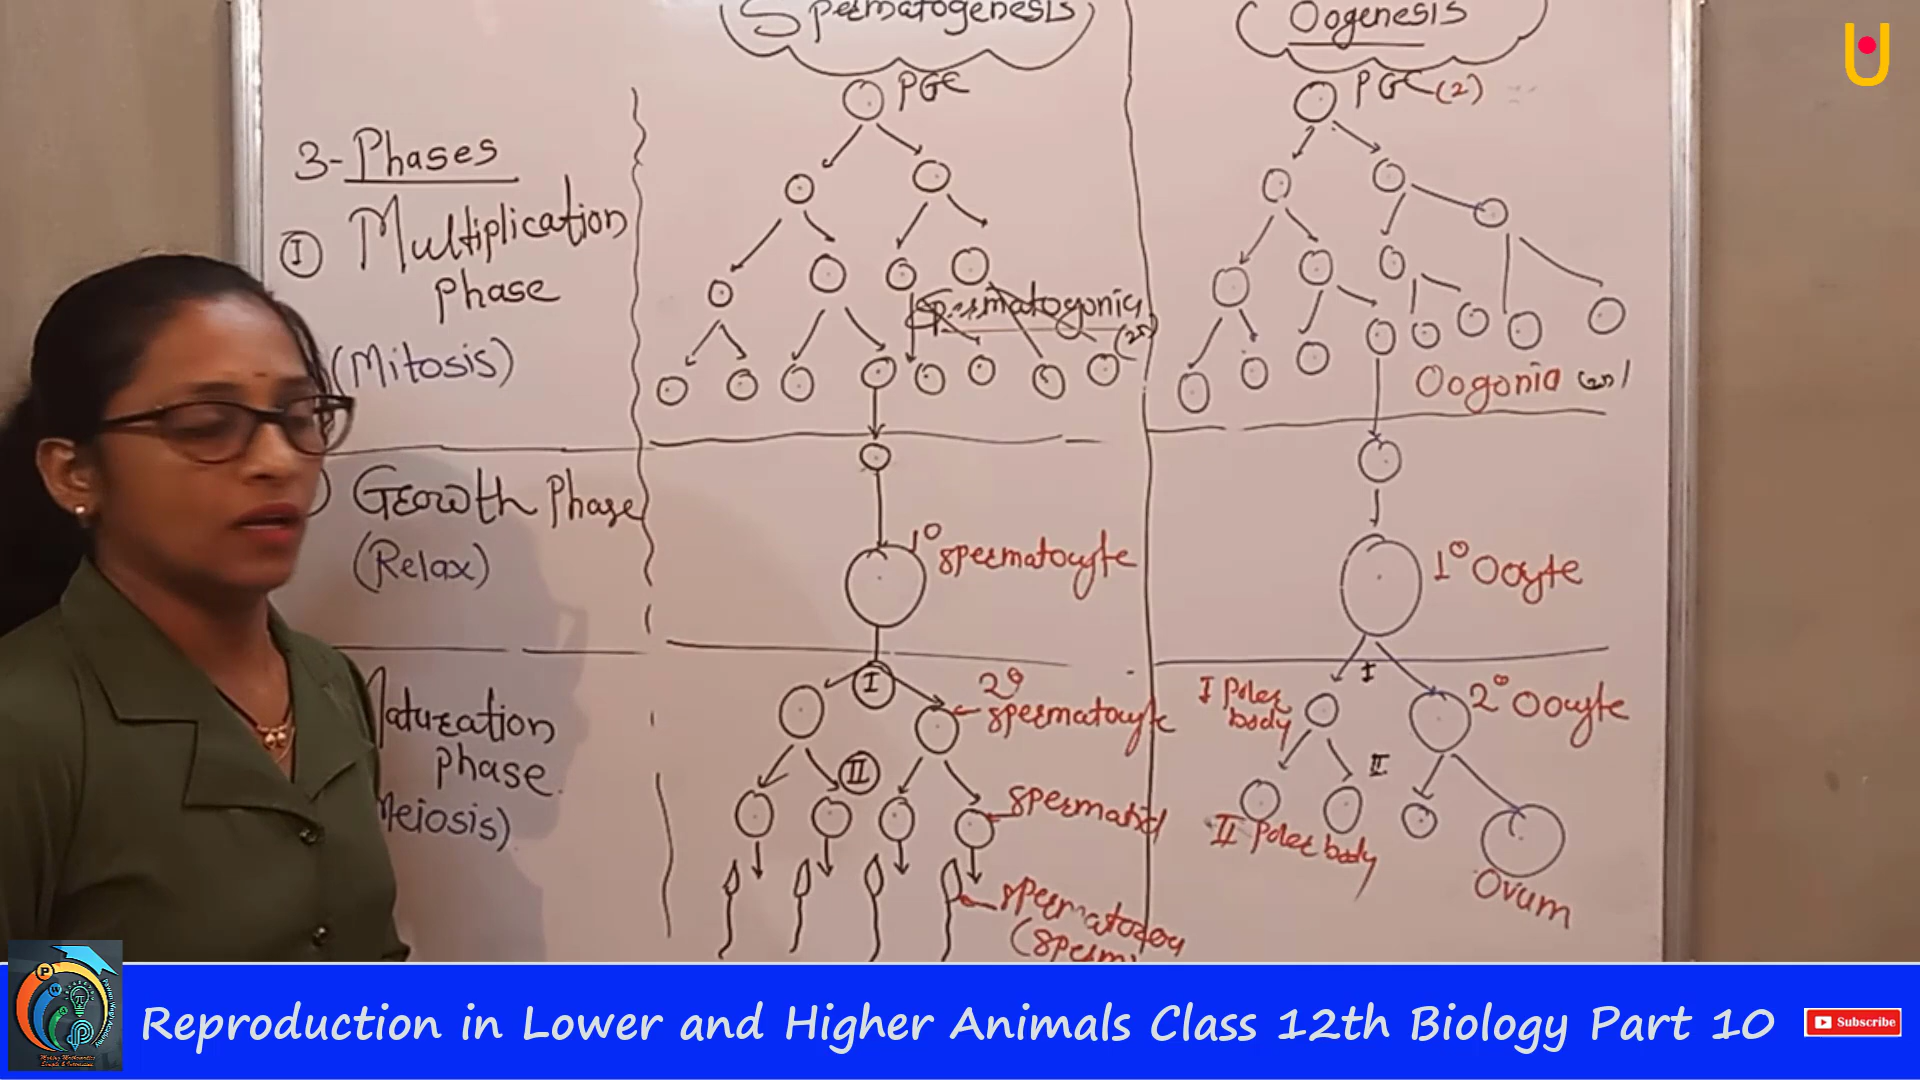 Spermatogenesis
Oogenesis
PGC
PGC (2)
3-Phases
I Multiplication
phase
(Mitosis)
Spermatogonia
(2n)
Oogonia (2n)
Growth Phase
(Relax)
1° spermatocyte
1° Oocyte
Maturation
phase
Meiosis)
I
2°
spermatocyte
II
spermatid
spermatozoa
(sperm)
I
I Polar
body
2° Oocyte
II
II Polar body
Ovum
U
Reproduction in Lower and Higher Animals Class 12th Biology Part 10
Subscribe